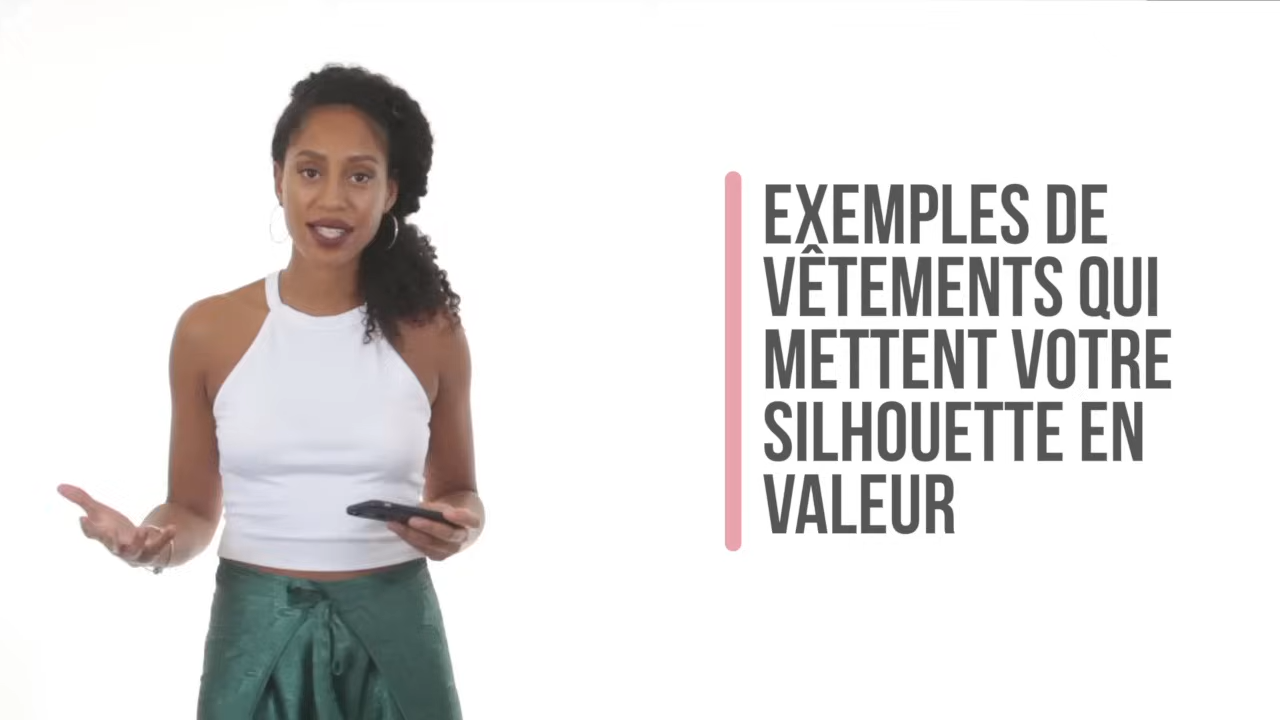 EXEMPLES DE
VÊTEMENTS QUI
METTENT VOTRE
SILHOUETTE EN
VALEUR